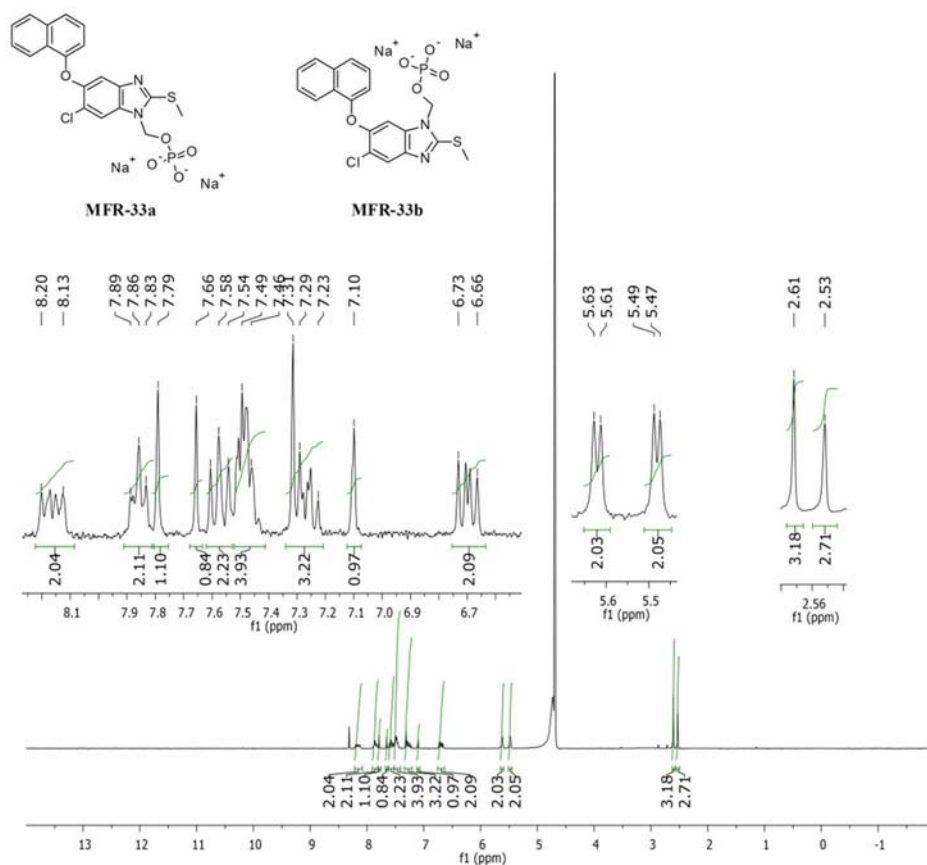 Na⁺
Na⁺
O⁻
O⁻
P
O
O
N
S
N
O
Cl
N
S
N
O
Cl
O
P
O
O⁻
O⁻
Na⁺
Na⁺
MFR-33a
MFR-33b
8.20
8.13
7.89
7.86
7.83
7.79
7.66
7.58
7.54
7.49
7.46
7.31
7.29
7.23
7.10
6.73
6.66
5.63
5.61
5.49
5.47
2.61
2.53
2.04
2.11
1.10
0.84
2.23
3.93
3.22
0.97
2.09
2.03
2.05
3.18
2.71
8.1 7.9 7.8 7.7 7.6 7.5 7.4 7.3 7.2 7.1 7.0 6.9 6.7
f1 (ppm)
5.6 5.5
f1 (ppm)
2.56
f1 (ppm)
2.04
2.11
1.10
0.84
2.23
3.93
3.22
0.97
2.09
2.03
2.05
3.18
2.71
13 12 11 10 9 8 7 6 5 4 3 2 1 0 -1
f1 (ppm)